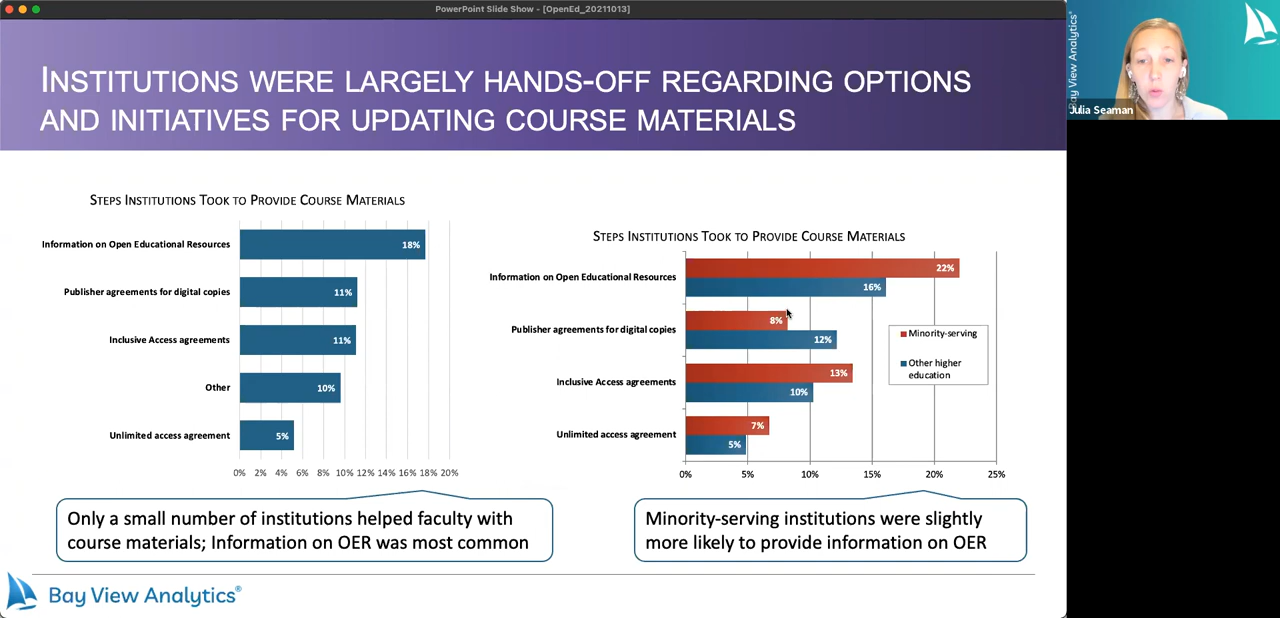 PowerPoint Slide Show - [OpenEd_20211013]
INSTITUTIONS WERE LARGELY HANDS-OFF REGARDING OPTIONS
AND INITIATIVES FOR UPDATING COURSE MATERIALS
STEPS INSTITUTIONS TOOK TO PROVIDE COURSE MATERIALS
Information on Open Educational Resources
18%
Publisher agreements for digital copies
11%
Inclusive Access agreements
11%
Other
10%
Unlimited access agreement
5%
0% 2% 4% 6% 8% 10% 12% 14% 16% 18% 20%
Only a small number of institutions helped faculty with
course materials; Information on OER was most common
STEPS INSTITUTIONS TOOK TO PROVIDE COURSE MATERIALS
Information on Open Educational Resources
22%
16%
Publisher agreements for digital copies
8%
12%
Inclusive Access agreements
13%
10%
Unlimited access agreement
7%
5%
0% 5% 10% 15% 20% 25%
Minority-serving
Other higher
education
Minority-serving institutions were slightly
more likely to provide information on OER
Bay View Analytics®
Bay View Analytics®
Julia Seaman